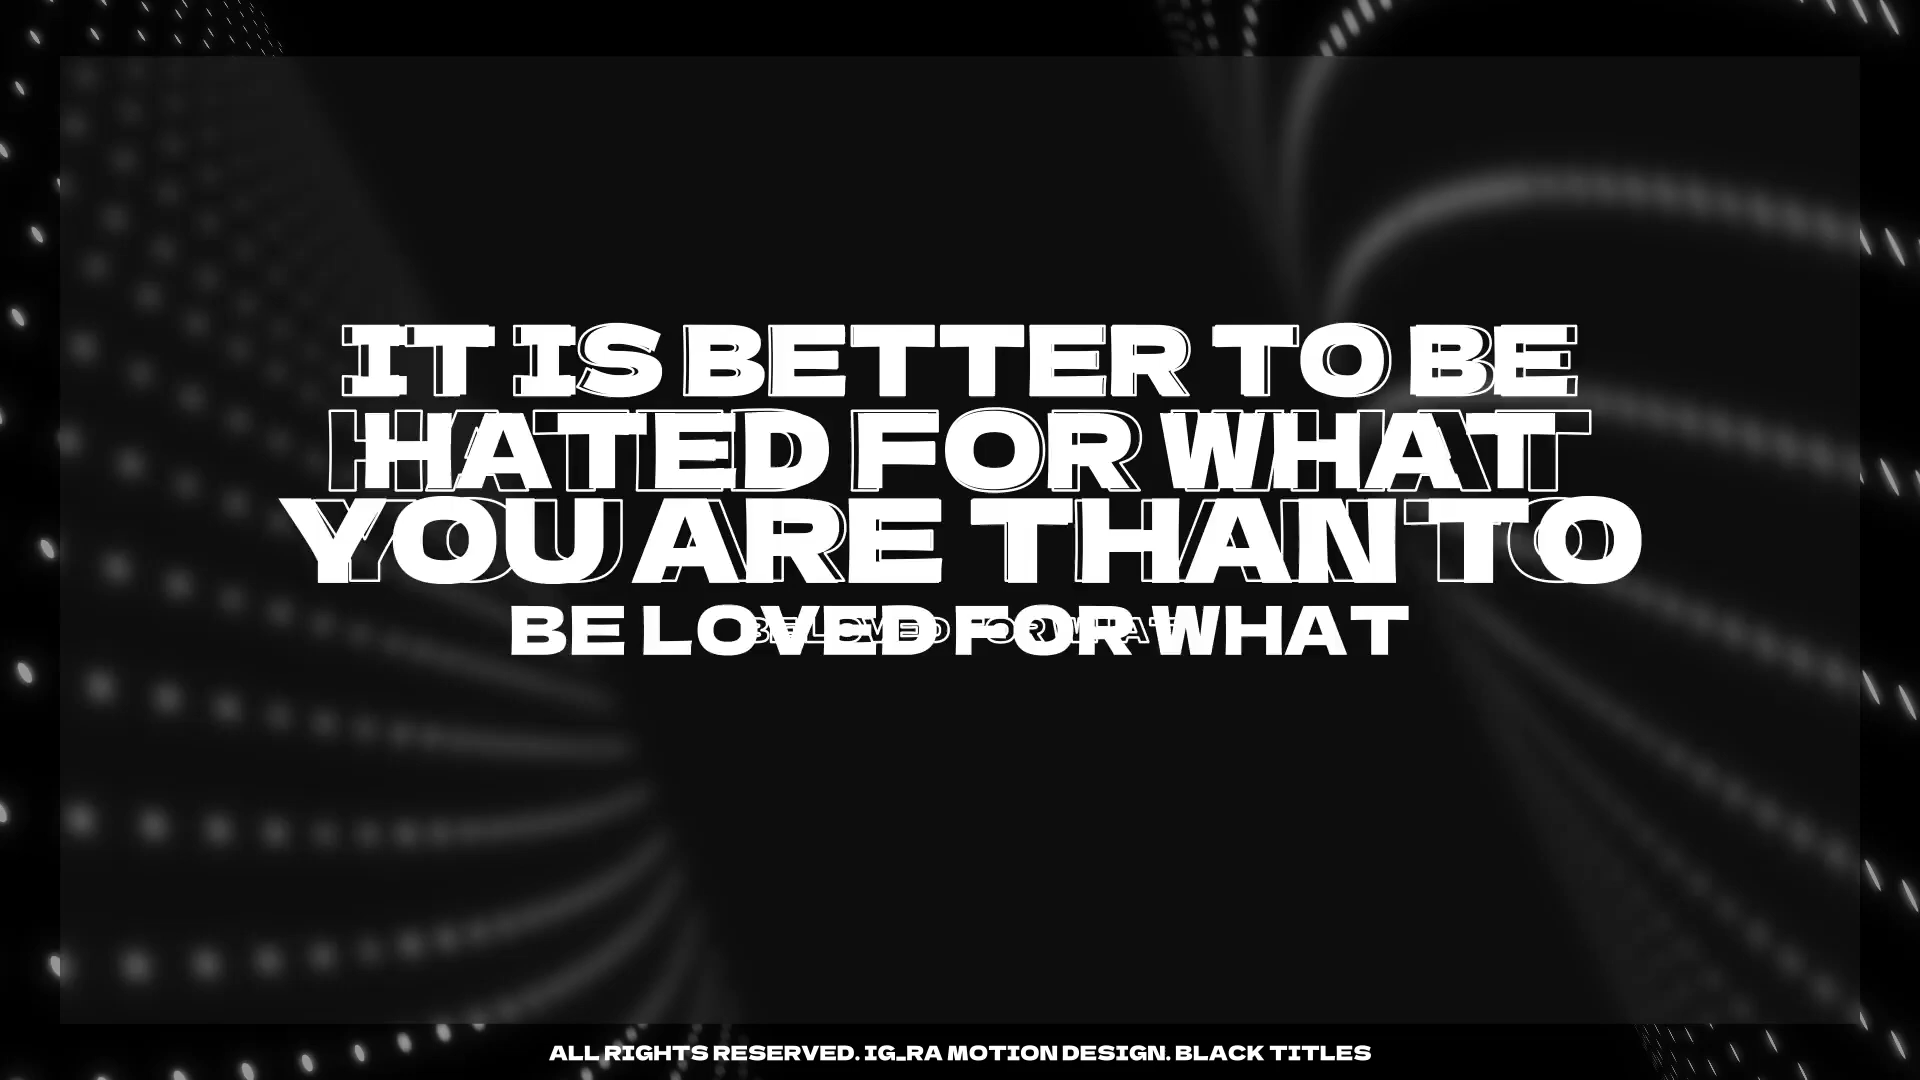 IT IS BETTER TO BE
HATED FOR WHAT
YOU ARE THAN TO
BE LOVED FOR WHAT
ALL RIGHTS RESERVED. IG_RA MOTION DESIGN. BLACK TITLES